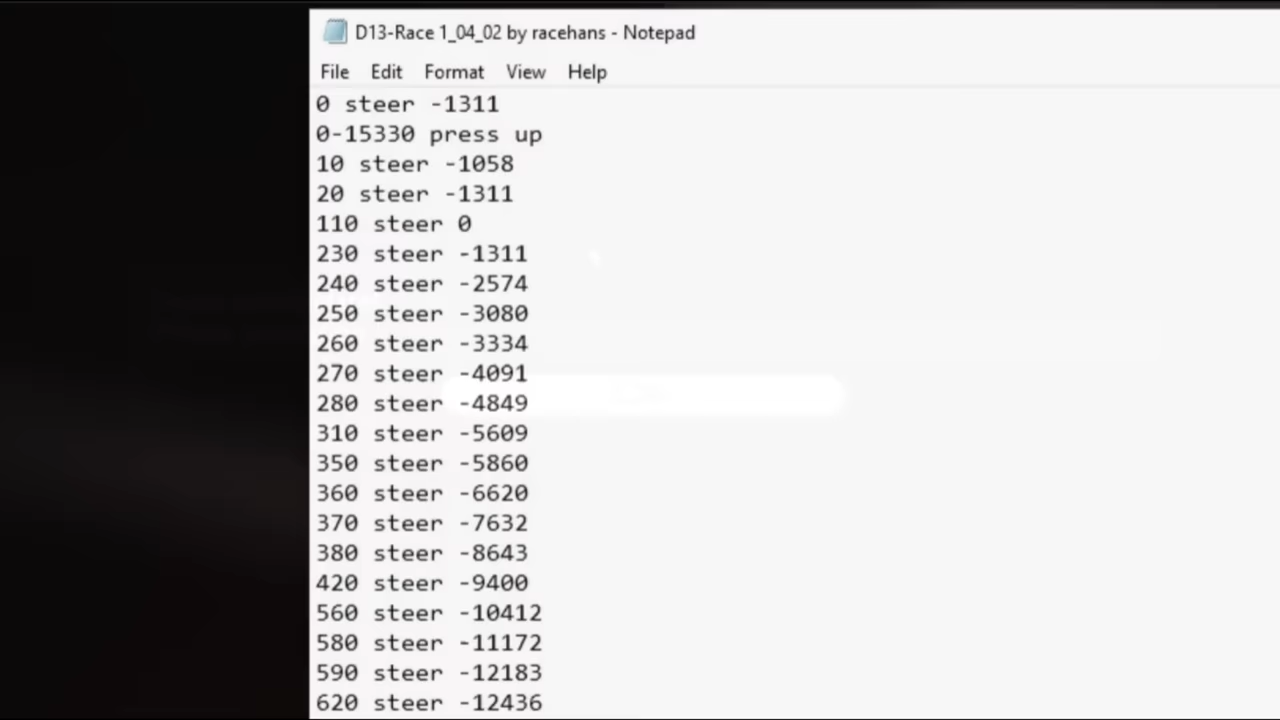 D13-Race 1_04_02 by racehans - Notepad
File Edit Format View Help
0 steer -1311
0-15330 press up
10 steer -1058
20 steer -1311
110 steer 0
230 steer -1311
240 steer -2574
250 steer -3080
260 steer -3334
270 steer -4091
280 steer -4849
310 steer -5609
350 steer -5860
360 steer -6620
370 steer -7632
380 steer -8643
420 steer -9400
560 steer -10412
580 steer -11172
590 steer -12183
620 steer -12436